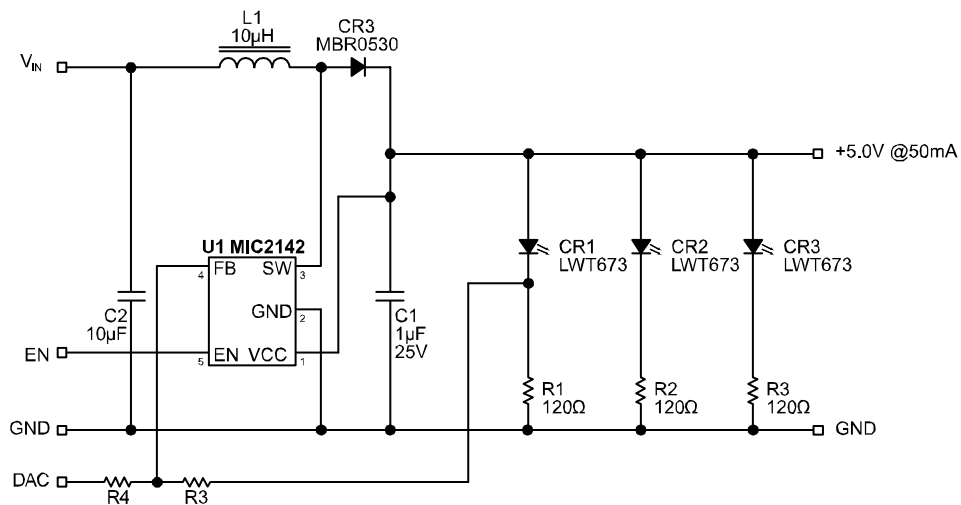 L1
10µH
CR3
MBR0530
VIN
+5.0V @50mA
U1 MIC2142
FB SW
4 3
GND
2
EN VCC
5 1
C2
10µF
C1
1µF
25V
CR1
LWT673
CR2
LWT673
CR3
LWT673
EN
R1
120Ω
R2
120Ω
R3
120Ω
GND
GND
DAC
R4
R3